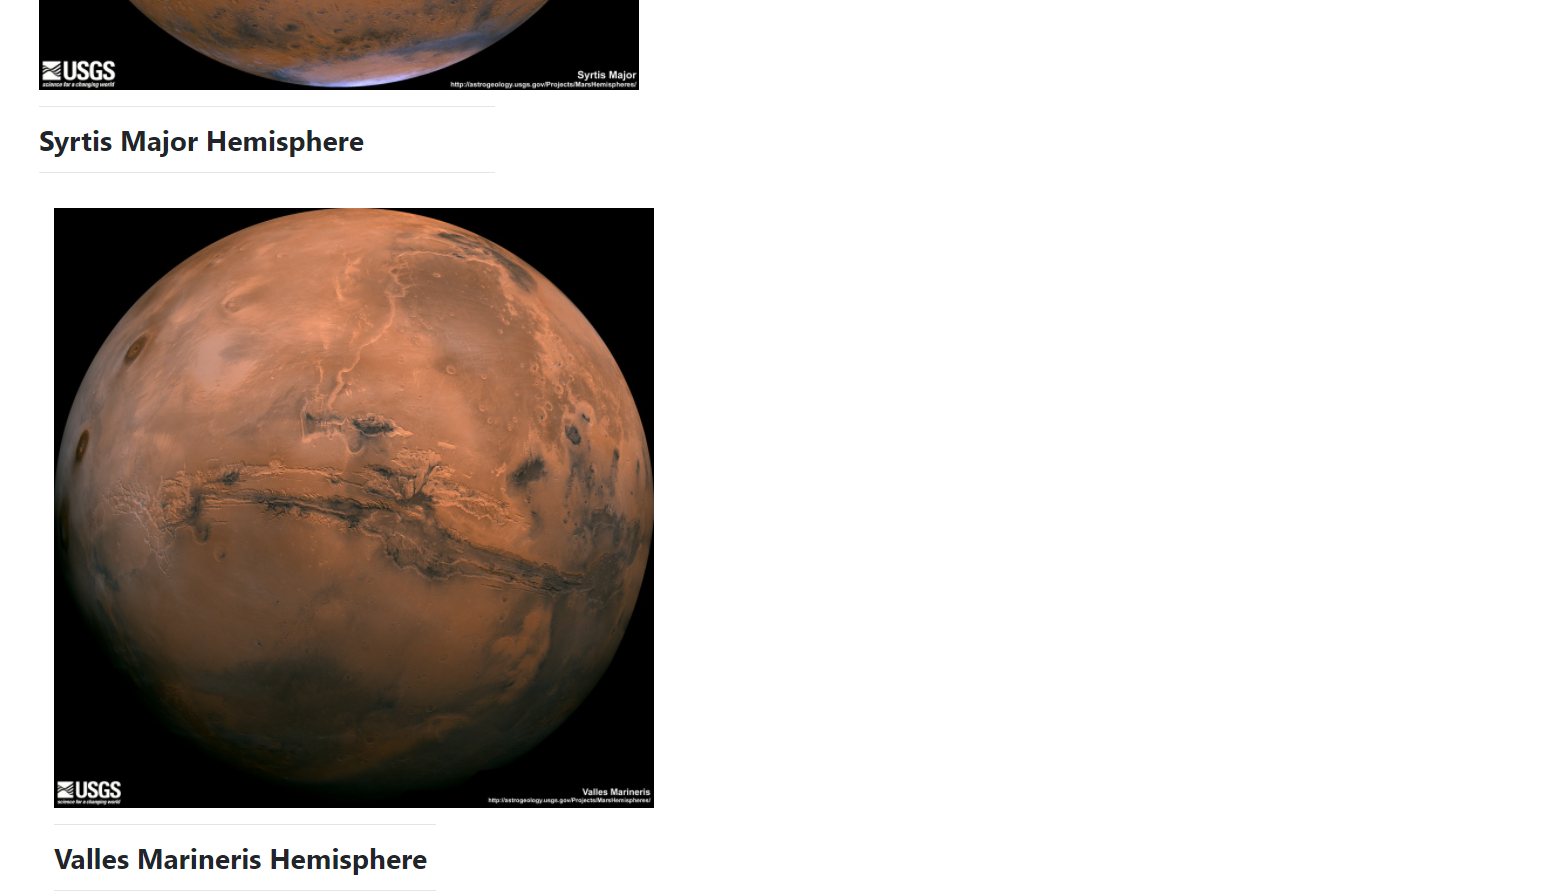 USGS
science for a changing world
Syrtis Major
http://astrogeology.usgs.gov/Projects/MarsHemispheres/
Syrtis Major Hemisphere
USGS
science for a changing world
Valles Marineris
http://astrogeology.usgs.gov/Projects/MarsHemispheres/
Valles Marineris Hemisphere